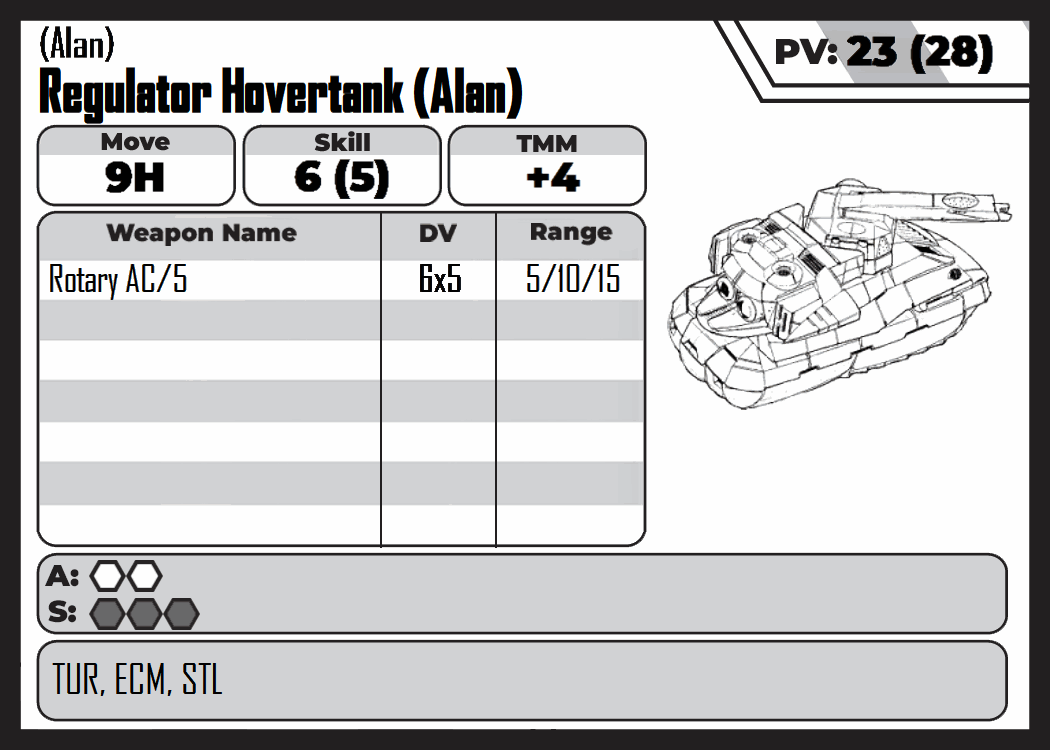 (Alan)
Regulator Hovertank (Alan)
PV: 23 (28)
Move
9H
Skill
6 (5)
TMM
+4
Weapon Name DV Range
Rotary AC/5 6x5 5/10/15
A:
S:
TUR, ECM, STL